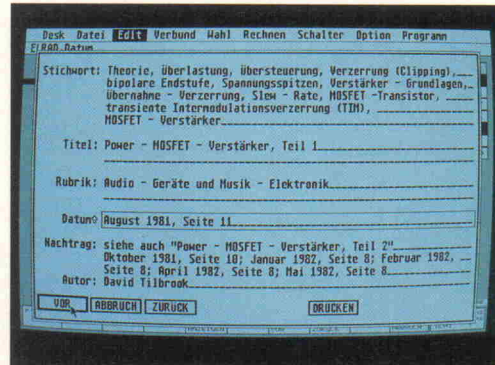 Desk Datei Edit Verbund Wahl Rechnen Schalter Option Programm
ELRAD Datum
Stichwort: Theorie, überlastung, übersteuerung, Verzerrung (Clipping),
bipolare Endstufe, Spannungsspitzen, Verstärker - Grundlagen,
übernahme - Verzerrung, Slew - Rate, MOSFET -Transistor,
transiente Intermodulationsverzerrung (TIM),
MOSFET - Verstärker
Titel: Power - MOSFET - Verstärker, Teil 1
Rubrik: Audio - Geräte und Musik - Elektronik
Datum◊ August 1981, Seite 11
Nachtrag: siehe auch "Power - MOSFET - Verstärker, Teil 2"
Oktober 1981, Seite 10; Januar 1982, Seite 8; Februar 1982,
Seite 8; April 1982, Seite 8; Mai 1982, Seite 8
Autor: David Tilbrook
VOR ABBRUCH ZURÜCK DRUCKEN